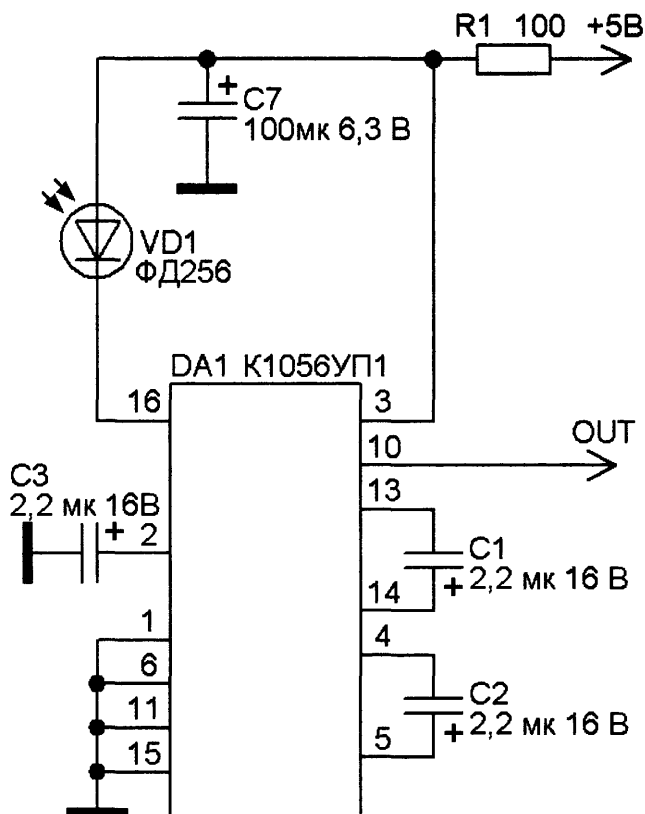 R1 100 +5В
+
C7
100мк 6,3 В
VD1
ФД256
DA1 К1056УП1
16
3
10
OUT
13
C3
2,2 мк 16В
+
2
C1
+ 2,2 мк 16 В
14
1
4
6
C2
+ 2,2 мк 16 В
11
5
15